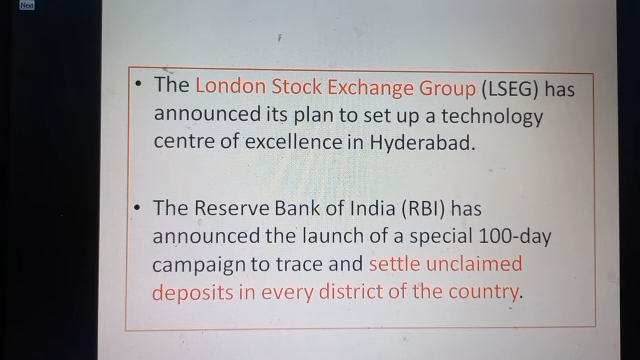 Next
• The London Stock Exchange Group (LSEG) has
announced its plan to set up a technology
centre of excellence in Hyderabad.
• The Reserve Bank of India (RBI) has
announced the launch of a special 100-day
campaign to trace and settle unclaimed
deposits in every district of the country.